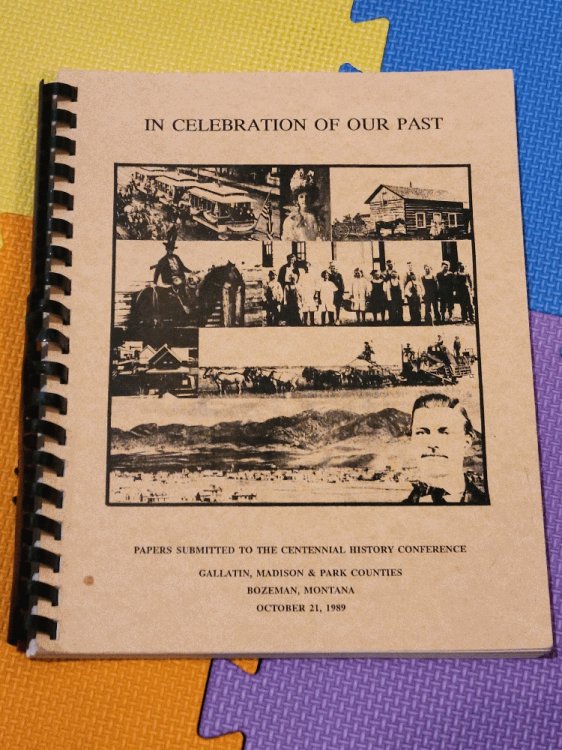 IN CELEBRATION OF OUR PAST
PAPERS SUBMITTED TO THE CENTENNIAL HISTORY CONFERENCE
GALLATIN, MADISON & PARK COUNTIES
BOZEMAN, MONTANA
OCTOBER 21, 1989